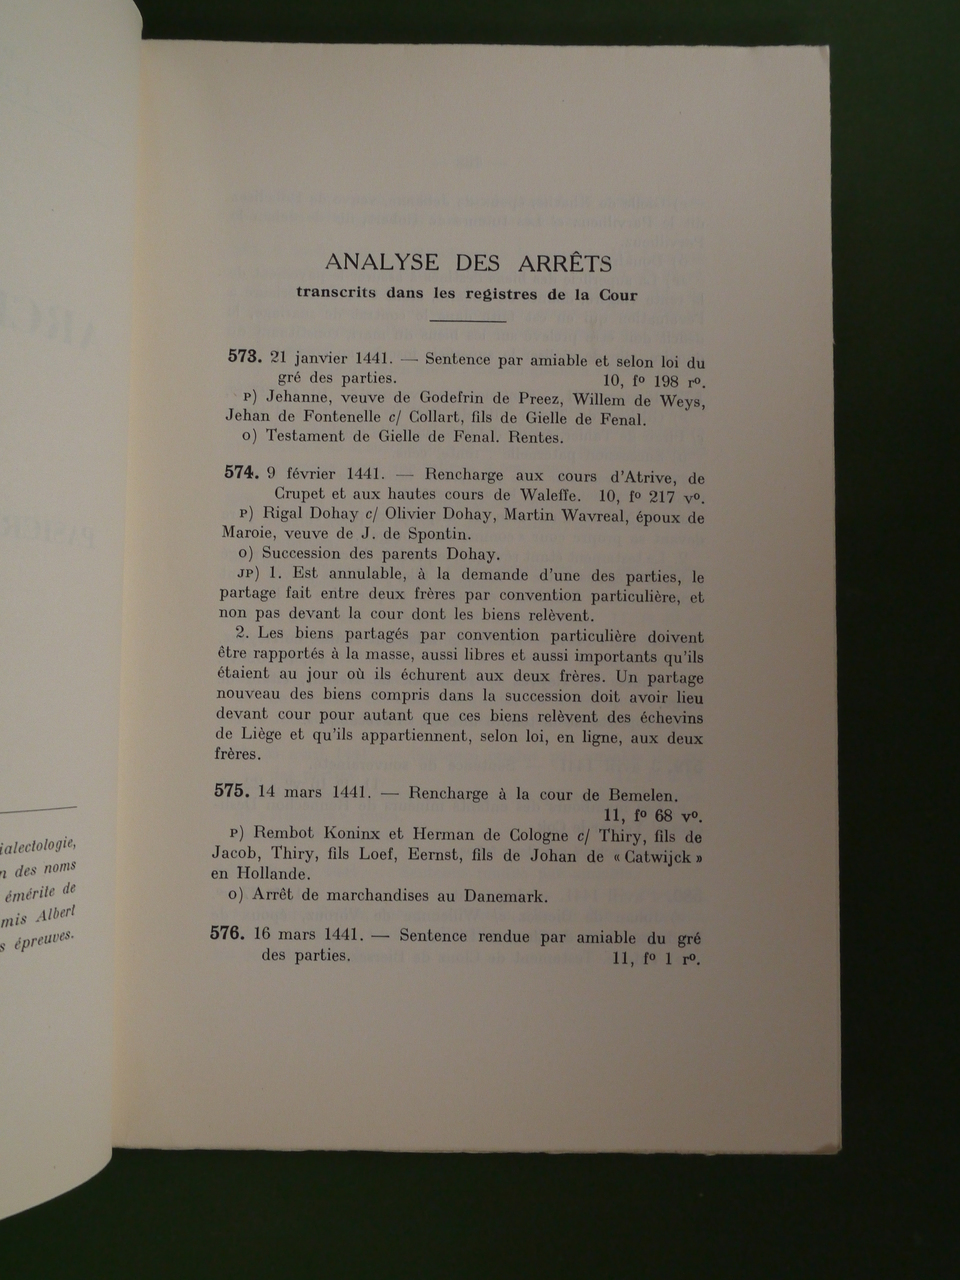 ialectologie,
n des noms
émérite de
mis Albert
s épreuves.
ANALYSE DES ARRÊTS
transcrits dans les registres de la Cour
573. 21 janvier 1441. — Sentence par amiable et selon loi du
gré des parties. 10, fº 198 rº.
P) Jehanne, veuve de Godefrin de Preez, Willem de Weys,
Jehan de Fontenelle c/ Collart, fils de Gielle de Fenal.
O) Testament de Gielle de Fenal. Rentes.
574. 9 février 1441. — Rencharge aux cours d'Atrive, de
Crupet et aux hautes cours de Waleffe. 10, fº 217 vº.
P) Rigal Dohay c/ Olivier Dohay, Martin Wavreal, époux de
Maroie, veuve de J. de Spontin.
O) Succession des parents Dohay.
JP) 1. Est annulable, à la demande d'une des parties, le
partage fait entre deux frères par convention particulière, et
non pas devant la cour dont les biens relèvent.
2. Les biens partagés par convention particulière doivent
être rapportés à la masse, aussi libres et aussi importants qu'ils
étaient au jour où ils échurent aux deux frères. Un partage
nouveau des biens compris dans la succession doit avoir lieu
devant cour pour autant que ces biens relèvent des échevins
de Liège et qu'ils appartiennent, selon loi, en ligne, aux deux
frères.
575. 14 mars 1441. — Rencharge à la cour de Bemelen.
11, fº 68 vº.
P) Rembot Koninx et Herman de Cologne c/ Thiry, fils de
Jacob, Thiry, fils Loef, Eernst, fils de Johan de « Catwijck »
en Hollande.
O) Arrêt de marchandises au Danemark.
576. 16 mars 1441. — Sentence rendue par amiable du gré
des parties. 11, fº 1 rº.